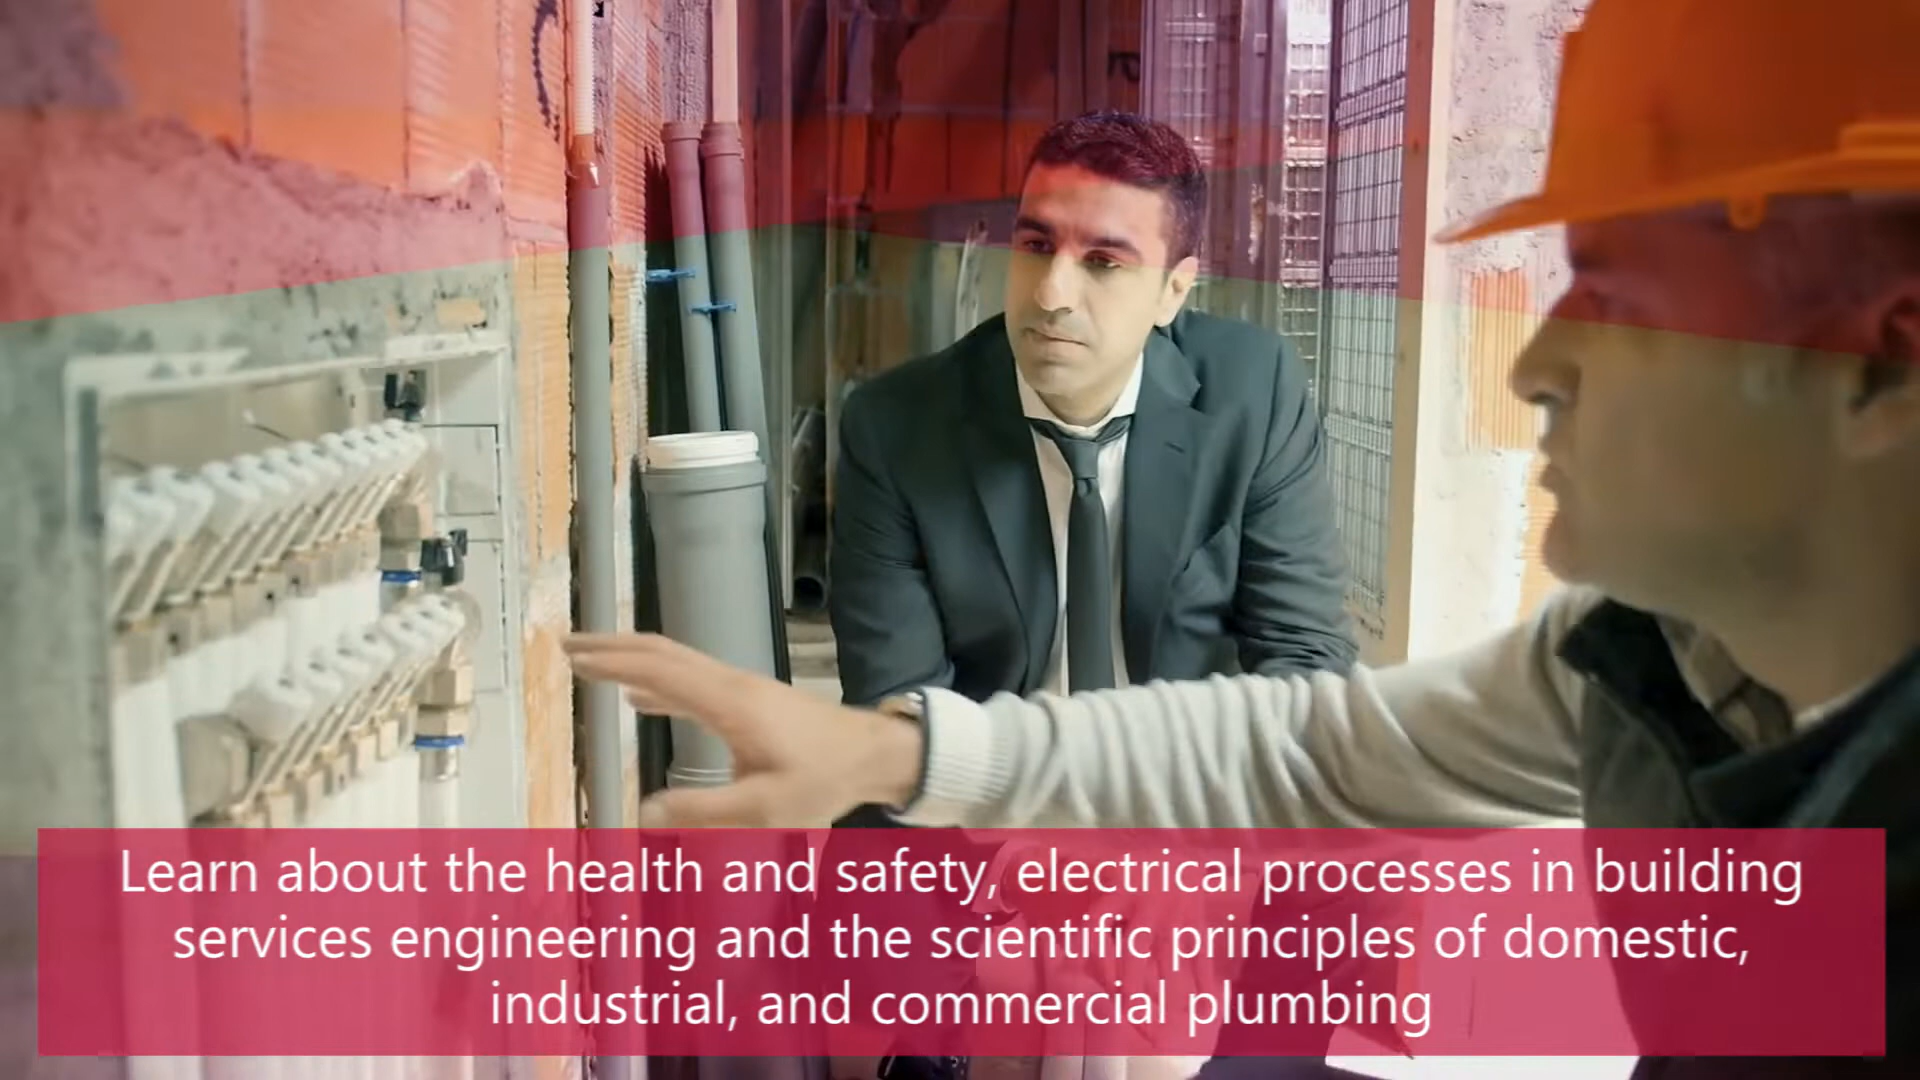 Learn about the health and safety, electrical processes in building
services engineering and the scientific principles of domestic,
industrial, and commercial plumbing